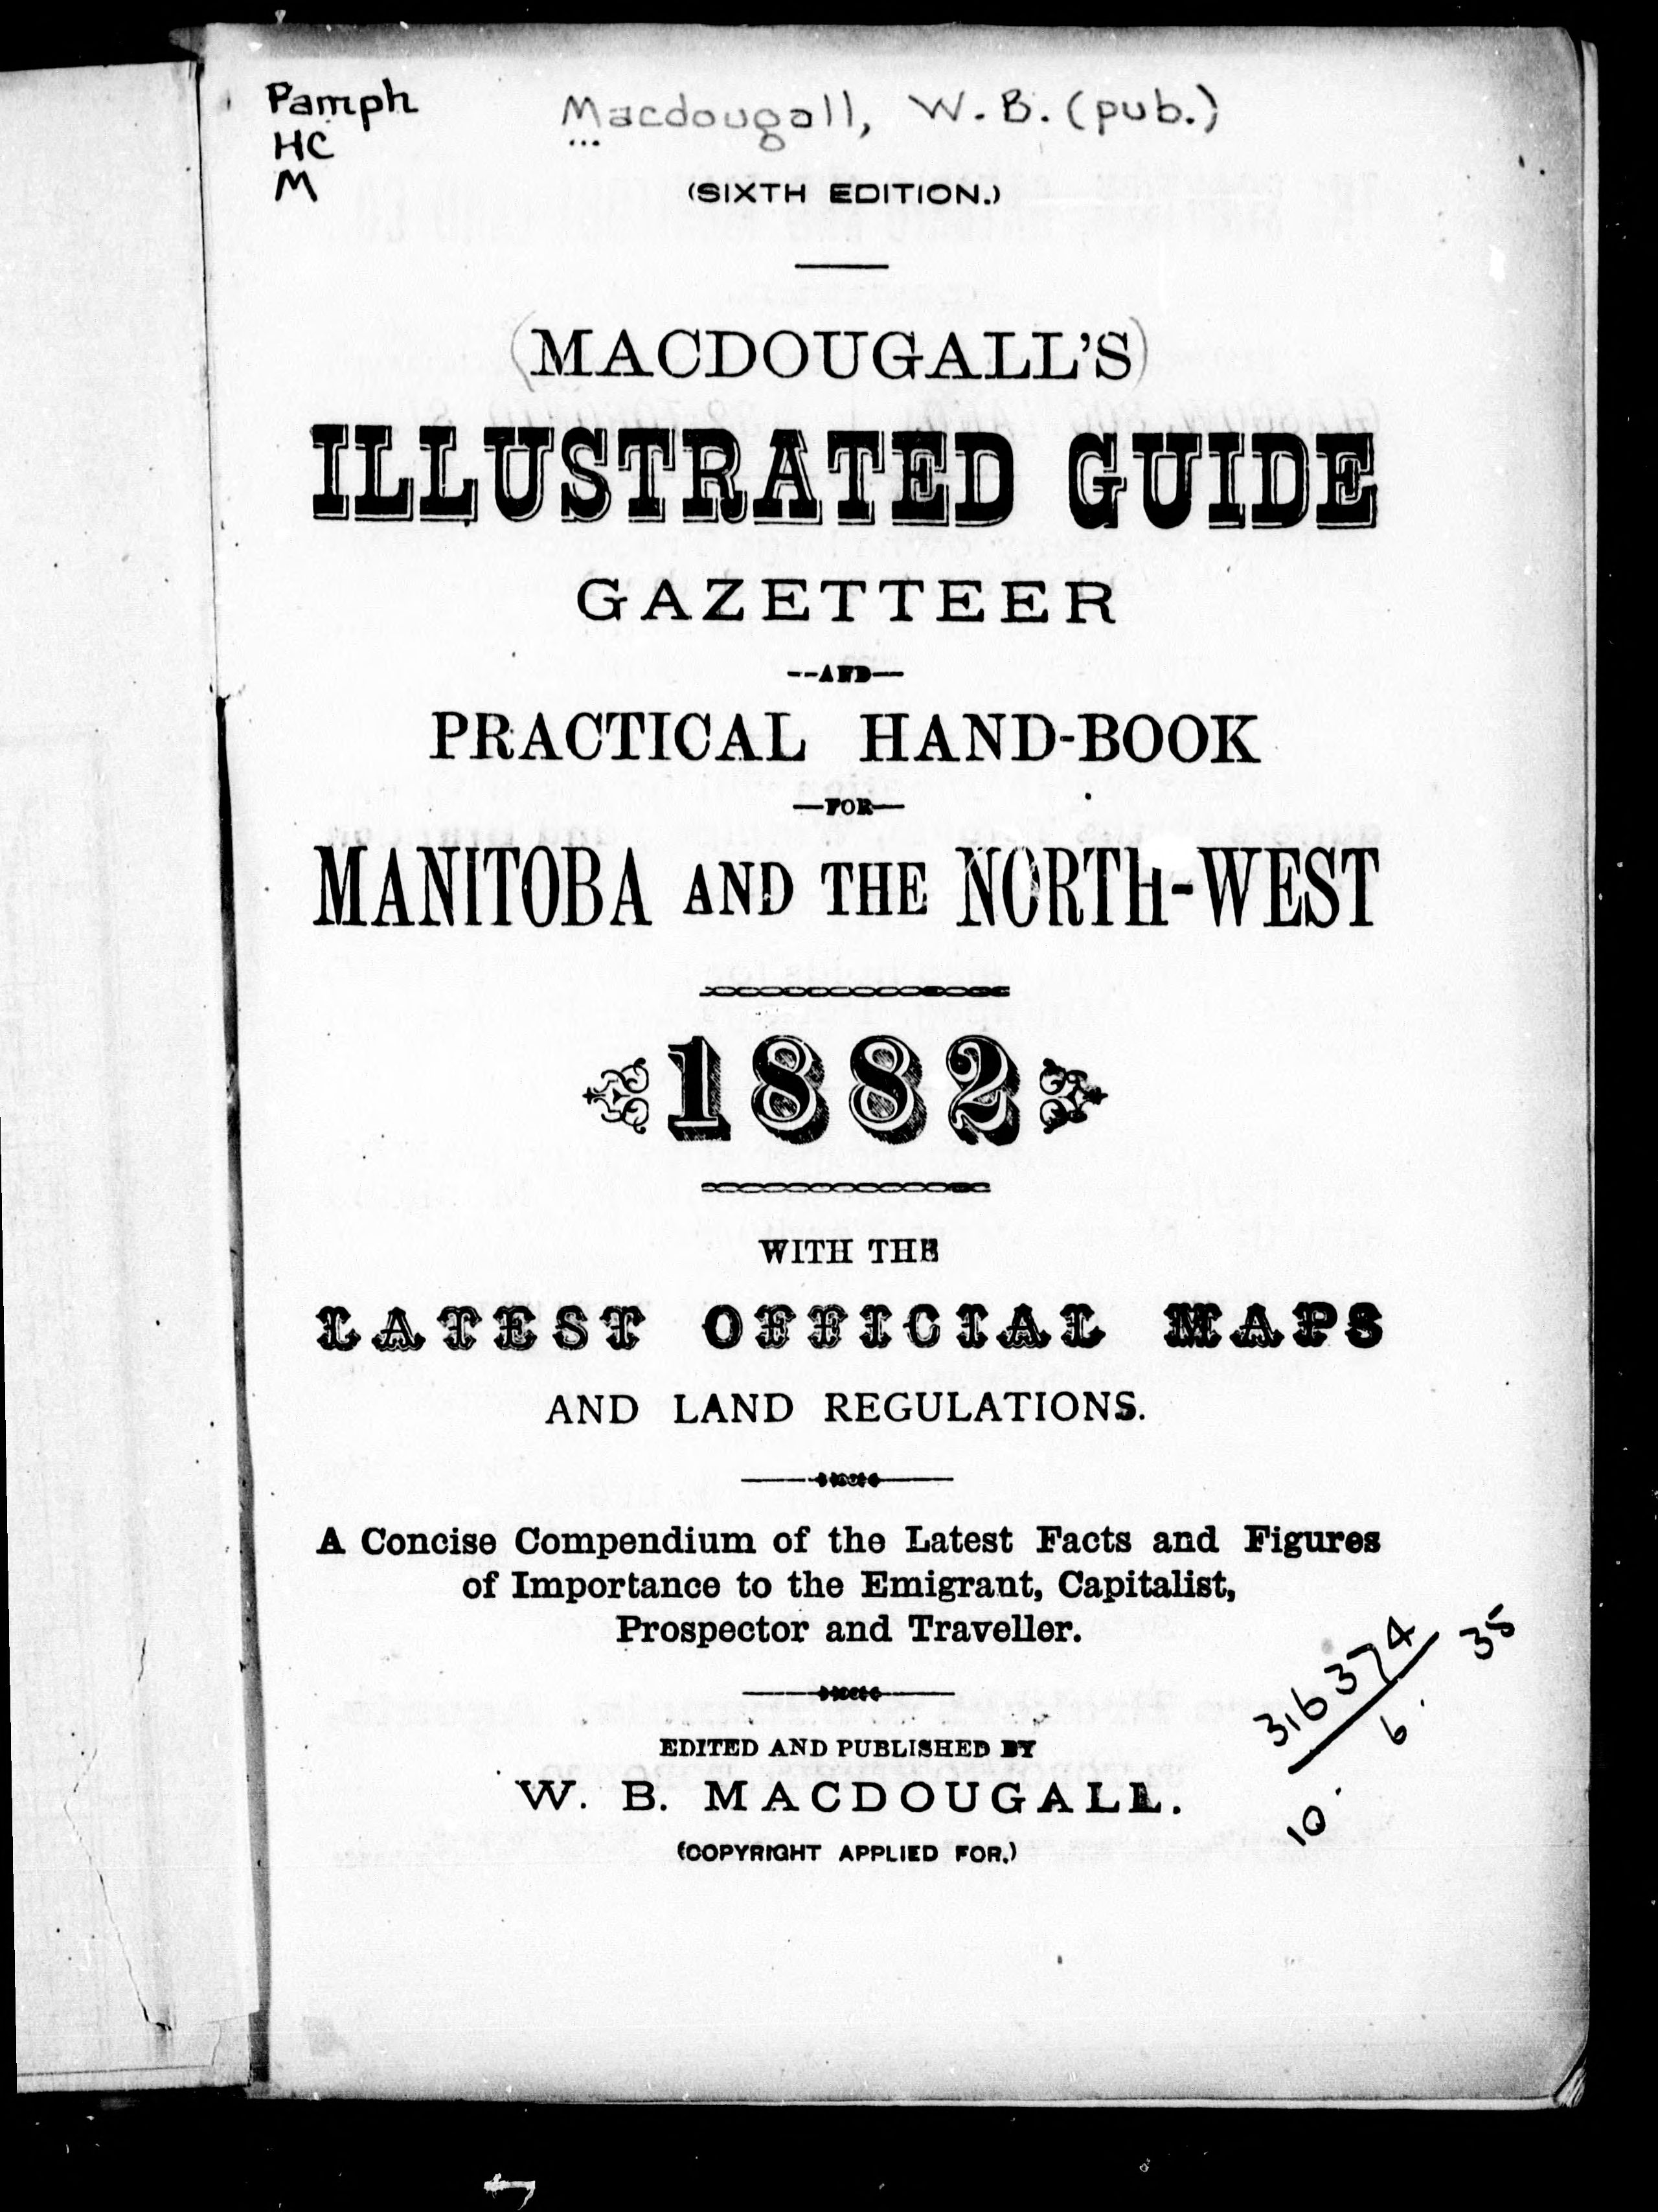 Pamph
HC
M
Macdougall, W. B. (pub.)
(SIXTH EDITION.)
(MACDOUGALL'S)
ILLUSTRATED GUIDE
GAZETTEER
--AND—
PRACTICAL HAND-BOOK
—FOR—
MANITOBA AND THE NORTH-WEST
1882
WITH THE
LATEST OFFICIAL MAPS
AND LAND REGULATIONS.
A Concise Compendium of the Latest Facts and Figures
of Importance to the Emigrant, Capitalist,
Prospector and Traveller.
EDITED AND PUBLISHED BY
W. B. MACDOUGALL.
(COPYRIGHT APPLIED FOR.)
316374
35
6.
10.